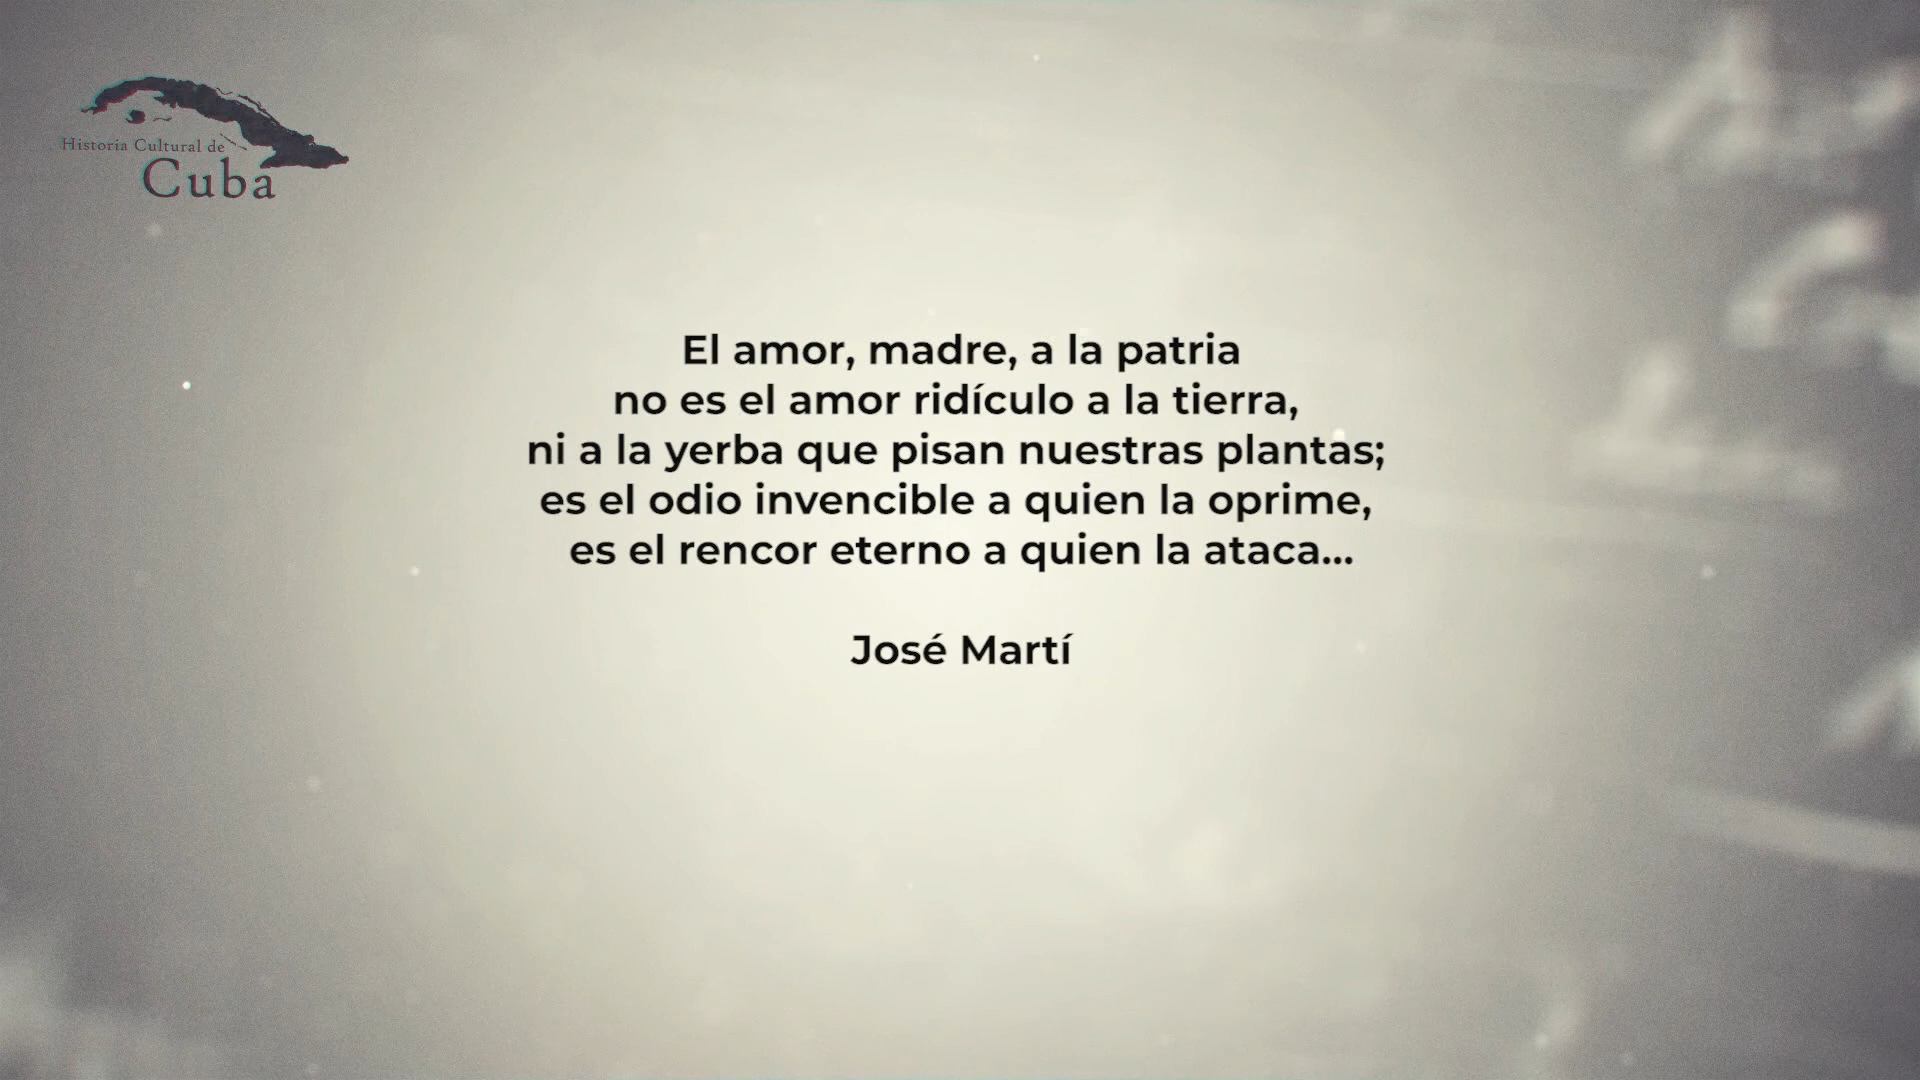 Historia Cultural de
Cuba
El amor, madre, a la patria
no es el amor ridículo a la tierra,
ni a la yerba que pisan nuestras plantas;
es el odio invencible a quien la oprime,
es el rencor eterno a quien la ataca...
José Martí